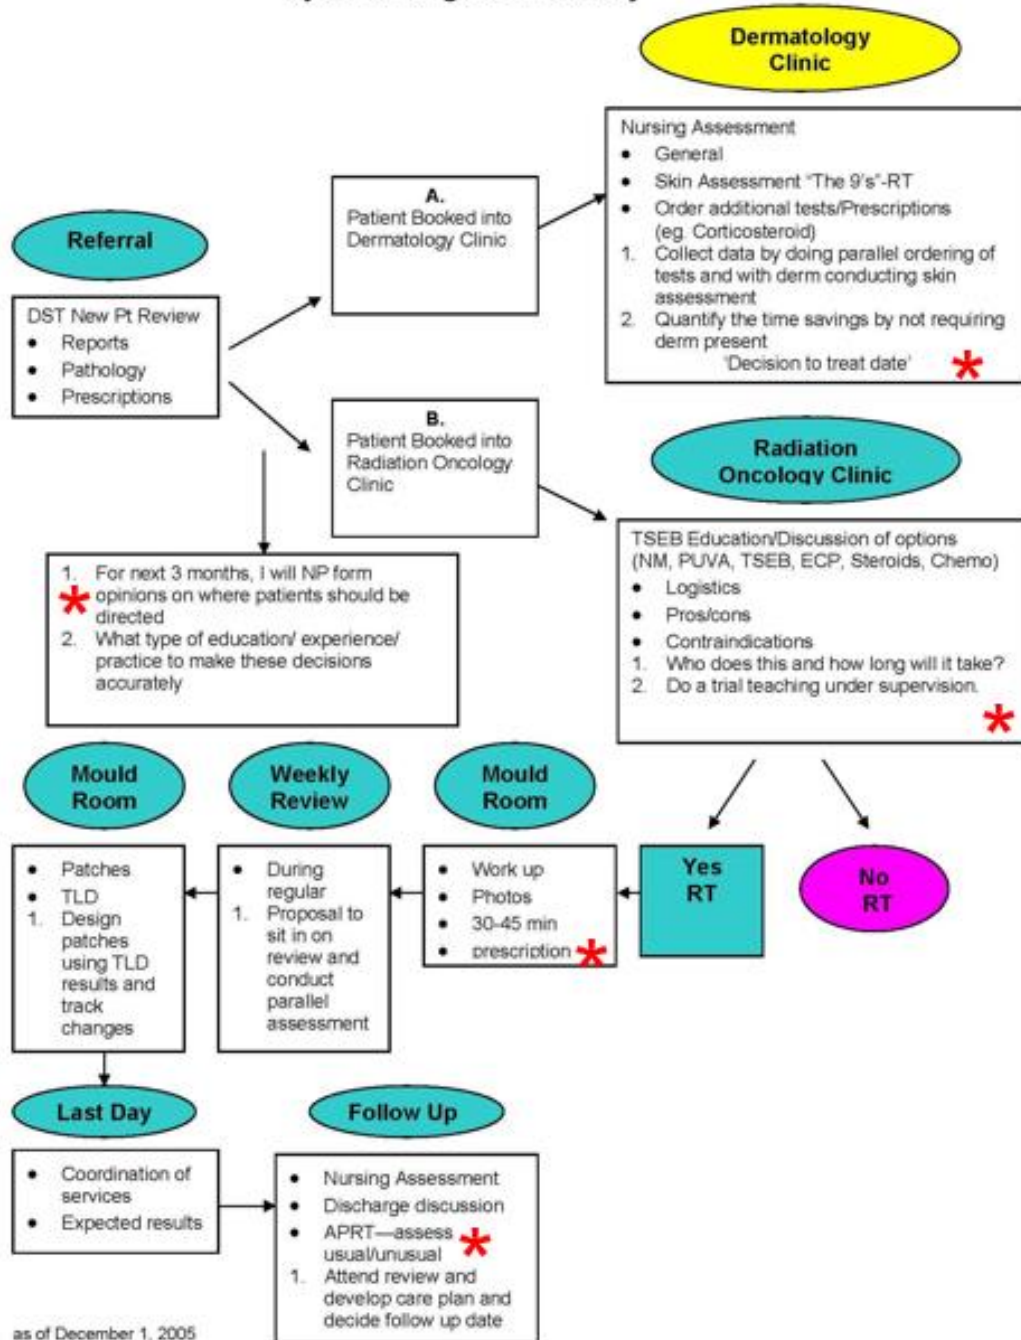 Dermatology
Clinic
Nursing Assessment
• General
• Skin Assessment "The 9's"-RT
• Order additional tests/Prescriptions
(eg. Corticosteroid)
1. Collect data by doing parallel ordering of
tests and with derm conducting skin
assessment
2. Quantify the time savings by not requiring
derm present
'Decision to treat date' *
A.
Patient Booked into
Dermatology Clinic
Referral
DST New Pt Review
• Reports
• Pathology
• Prescriptions
B.
Patient Booked into
Radiation Oncology
Clinic
Radiation
Oncology Clinic
TSEB Education/Discussion of options
(NM, PUVA, TSEB, ECP, Steroids, Chemo)
• Logistics
• Pros/cons
• Contraindications
1. Who does this and how long will it take?
2. Do a trial teaching under supervision.
*
1. For next 3 months, I will NP form
* opinions on where patients should be
directed
2. What type of education/ experience/
practice to make these decisions
accurately
Yes
RT
No
RT
Mould
Room
• Work up
• Photos
• 30-45 min
• prescription *
Weekly
Review
• During
regular
1. Proposal to
sit in on
review and
conduct
parallel
assessment
Mould
Room
• Patches
• TLD
1. Design
patches
using TLD
results and
track
changes
Last Day
• Coordination of
services
• Expected results
Follow Up
• Nursing Assessment
• Discharge discussion
• APRT—assess *
usual/unusual
1. Attend review and
develop care plan and
decide follow up date
as of December 1, 2005